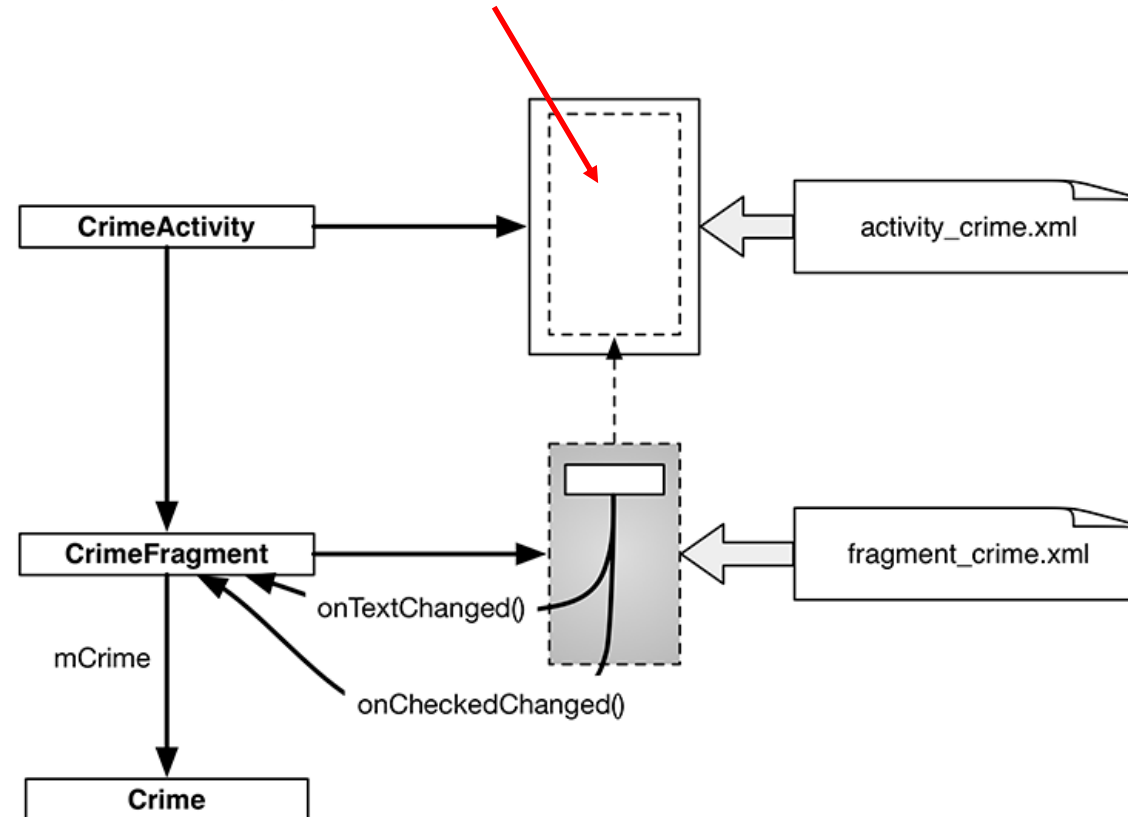 CrimeActivity
activity_crime.xml
CrimeFragment
fragment_crime.xml
onTextChanged()
mCrime
onCheckedChanged()
Crime